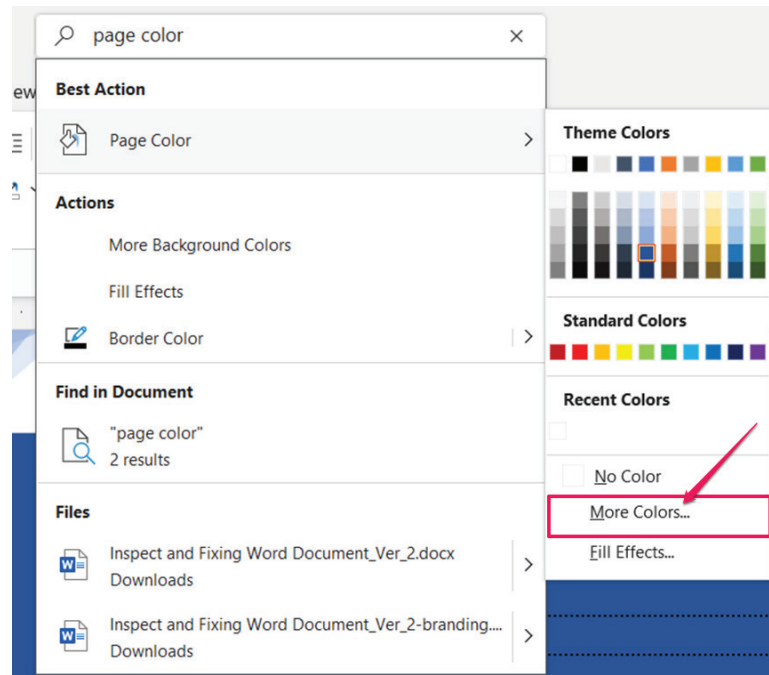 page color
ew
Best Action
Page Color
Actions
More Background Colors
Fill Effects
Border Color
Find in Document
"page color"
2 results
Files
Inspect and Fixing Word Document_Ver_2.docx
Downloads
Inspect and Fixing Word Document_Ver_2-branding....
Downloads
Theme Colors
Standard Colors
Recent Colors
No Color
More Colors...
Fill Effects...